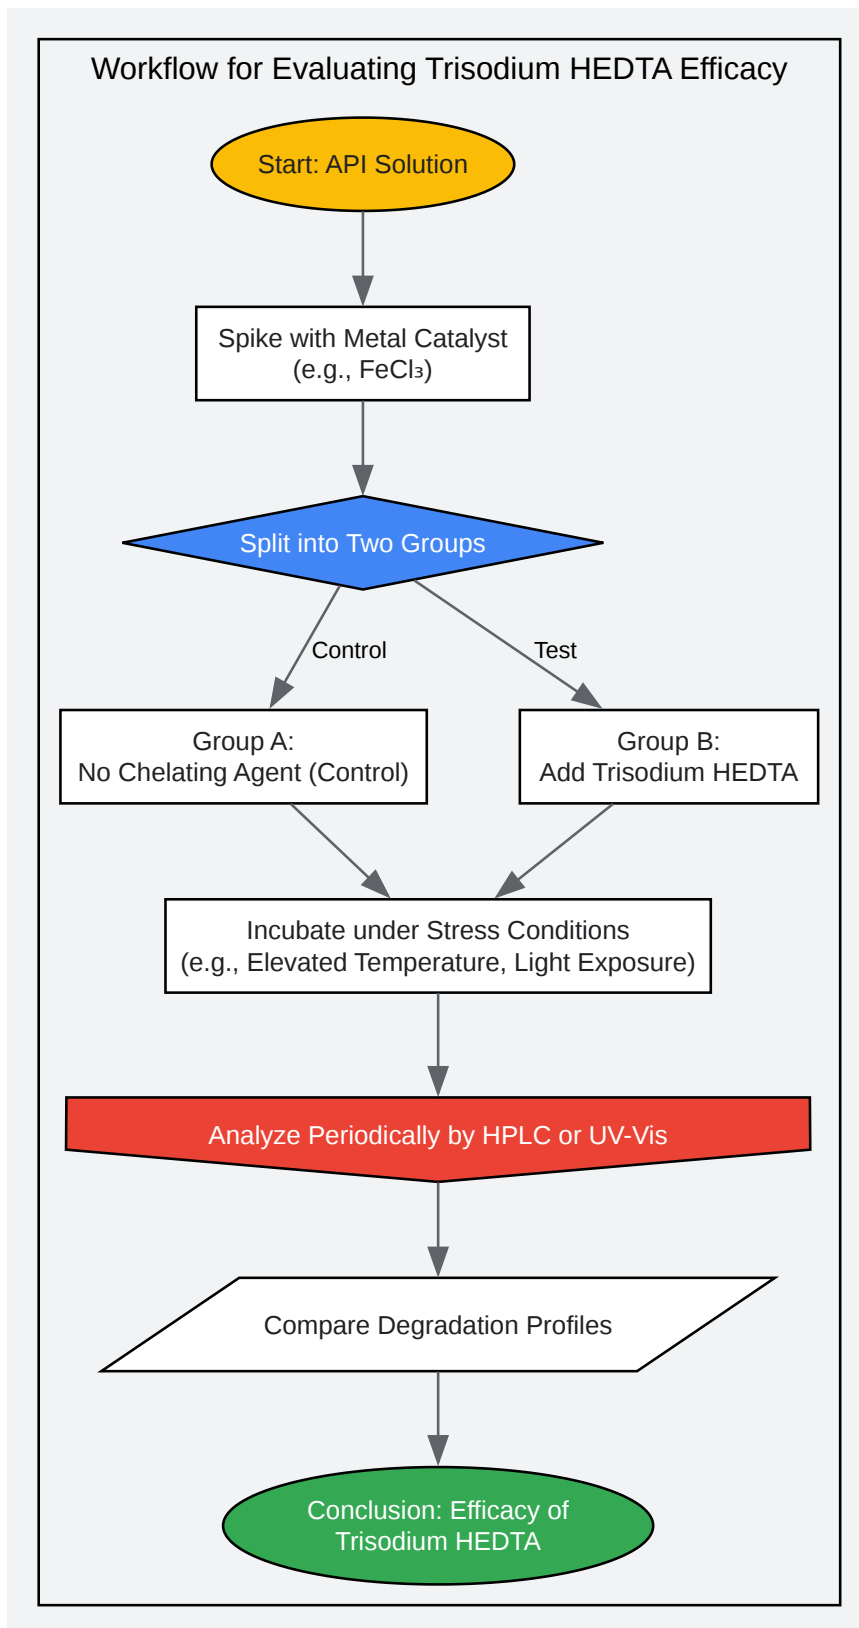 Workflow for Evaluating Trisodium HEDTA Efficacy
Start: API Solution
Spike with Metal Catalyst
(e.g., FeCl₃)
Split into Two Groups
Control
Test
Group A:
No Chelating Agent (Control)
Group B:
Add Trisodium HEDTA
Incubate under Stress Conditions
(e.g., Elevated Temperature, Light Exposure)
Analyze Periodically by HPLC or UV-Vis
Compare Degradation Profiles
Conclusion: Efficacy of
Trisodium HEDTA